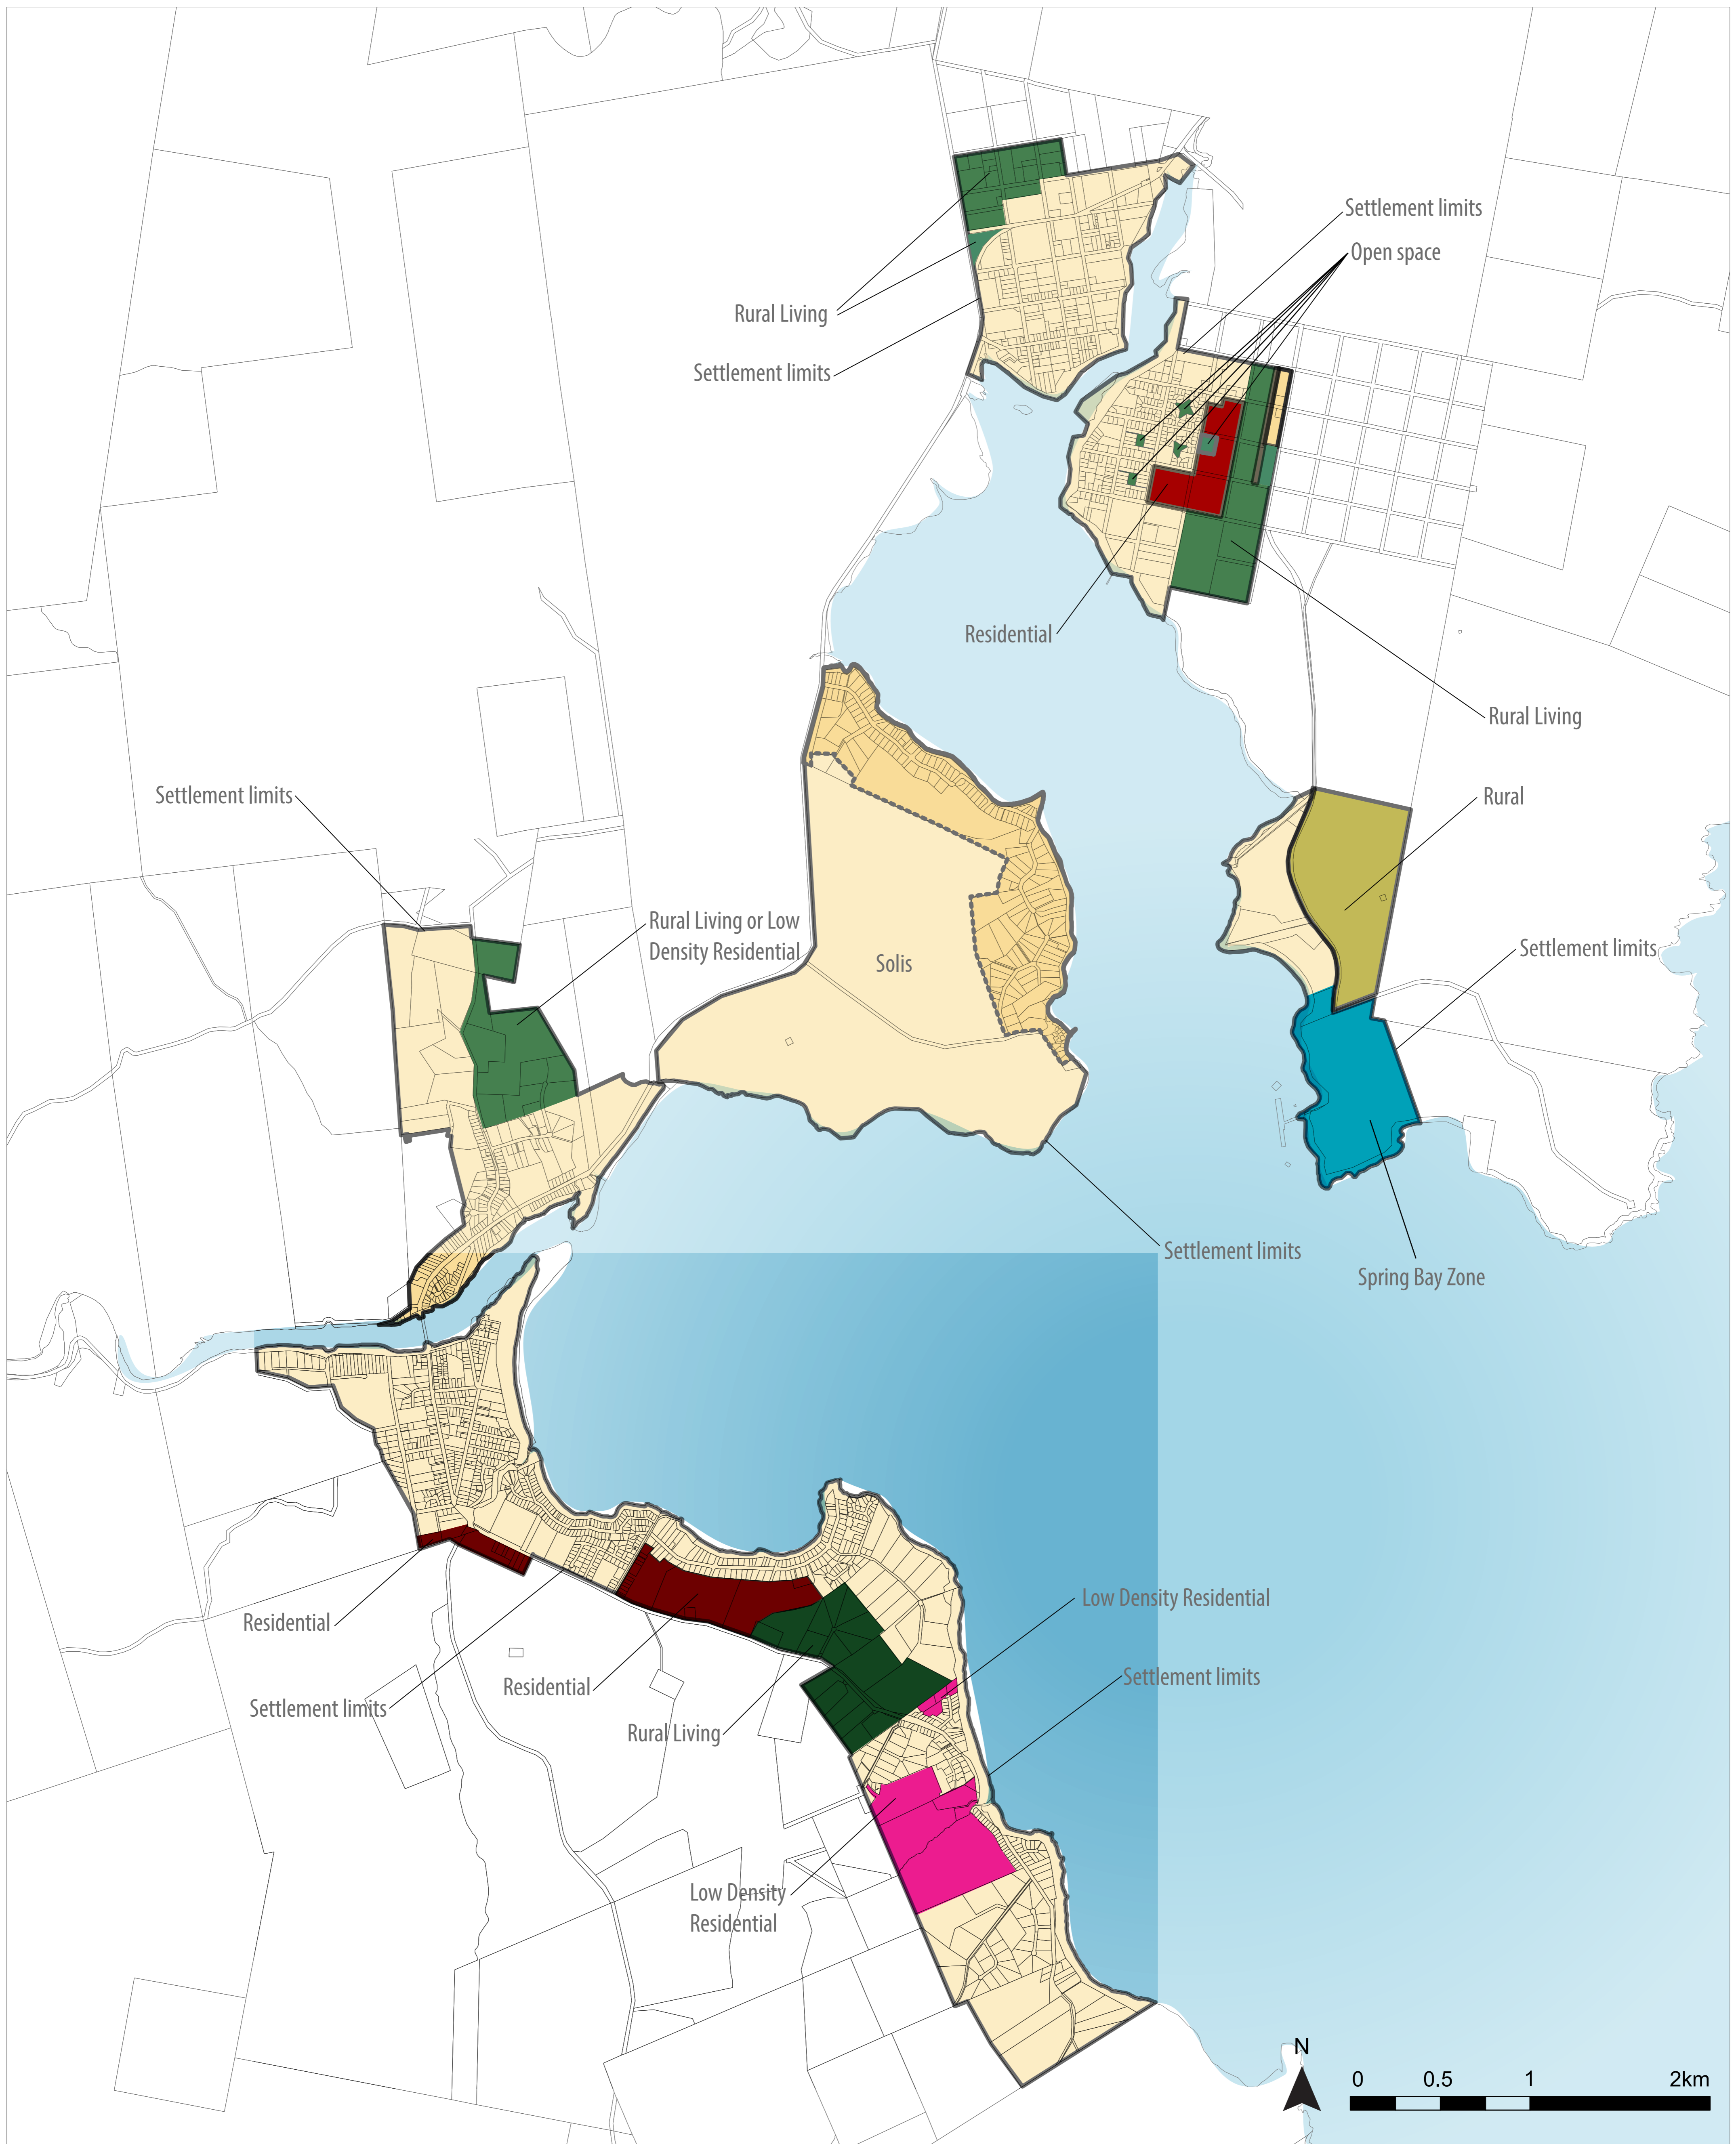 Settlement limits
Open space
Rural Living
Settlement limits
Residential
Rural Living
Settlement limits
Rural
Rural Living or Low
Density Residential
Settlement limits
Solis
Settlement limits
Spring Bay Zone
Low Density Residential
Residential
Settlement limits
Residential
Settlement limits
Rural Living
Low Density
Residential
N
0 0.5 1 2km